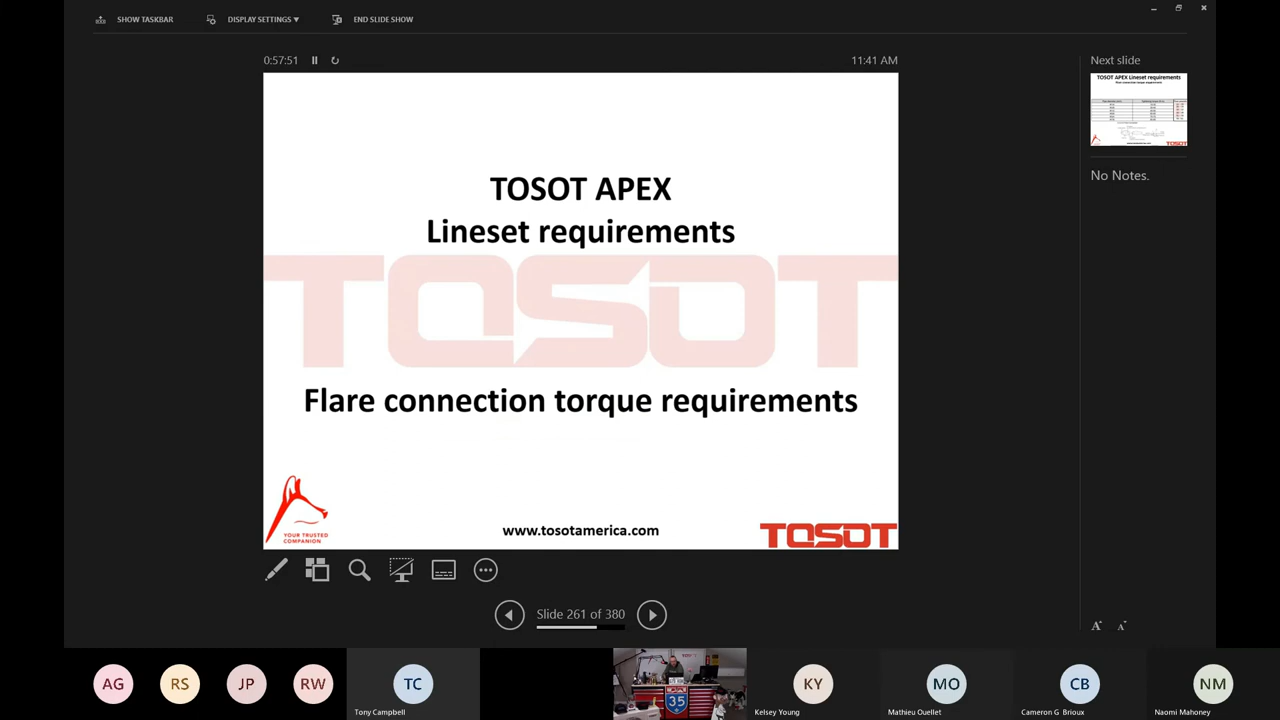 SHOW TASKBAR
DISPLAY SETTINGS ▼
END SLIDE SHOW
0:57:51
11:41 AM
Next slide
TOSOT APEX Lineset requirements
No Notes.
TOSOT APEX
Lineset requirements
TOSOT
Flare connection torque requirements
YOUR TRUSTED
COMPANION
www.tosotamerica.com
TOSOT
Slide 261 of 380
AG
RS
JP
RW
TC
Tony Campbell
35
KY
Kelsey Young
MO
Mathieu Ouellet
CB
Cameron G Brioux
NM
Naomi Mahoney